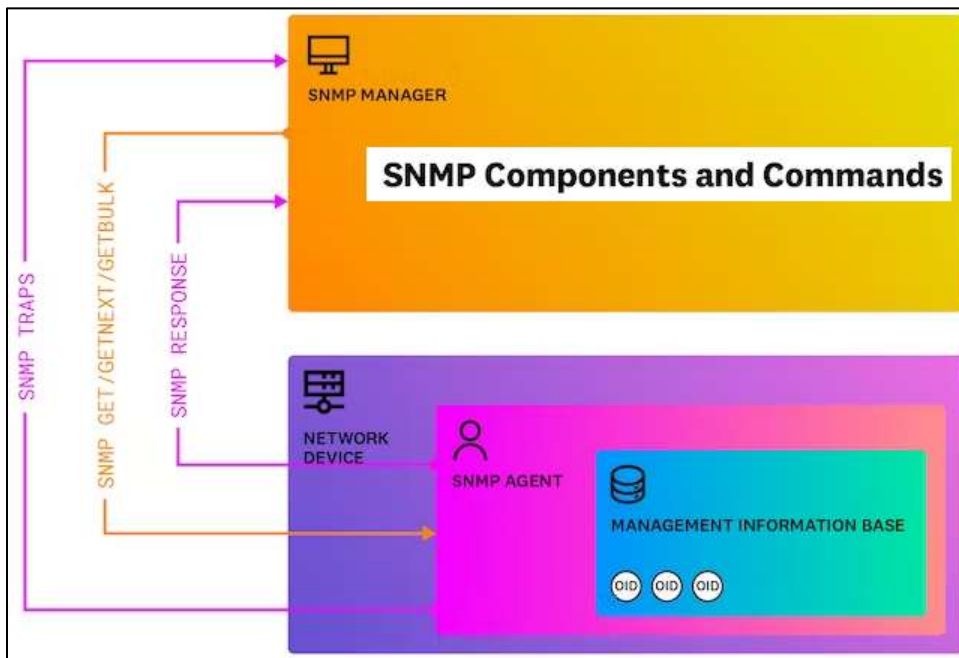 SNMP MANAGER
SNMP Components and Commands
SNMP TRAPS
SNMP GET/GETNEXT/GETBULK
SNMP RESPONSE
NETWORK
DEVICE
SNMP AGENT
MANAGEMENT INFORMATION BASE
OID OID OID